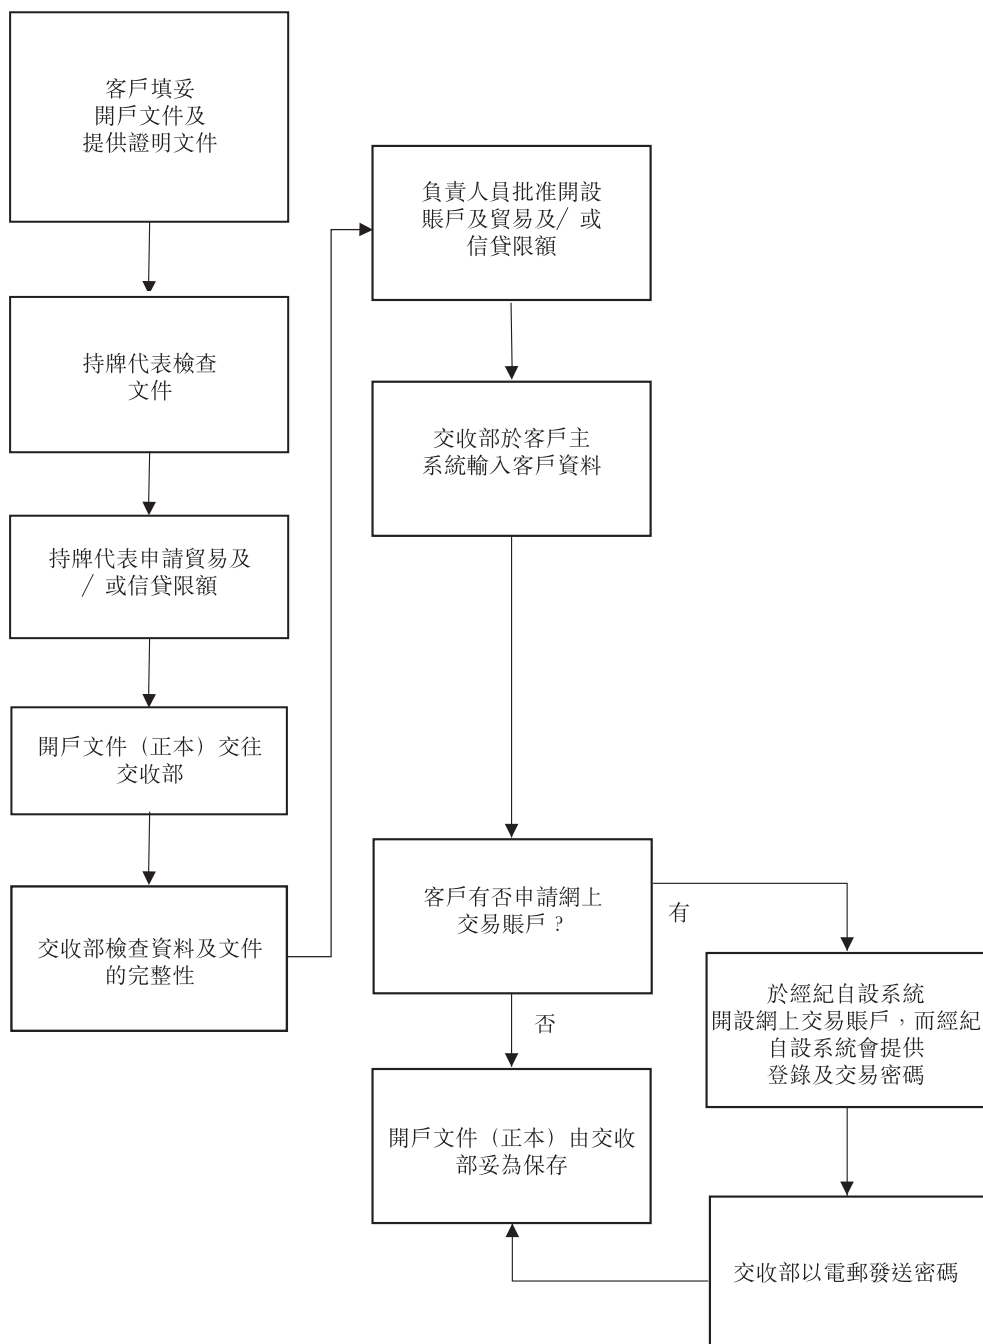 客戶填妥
開戶文件及
提供證明文件
持牌代表檢查
文件
持牌代表申請貿易及
/ 或信貸限額
開戶文件（正本）交往
交收部
交收部檢查資料及文件
的完整性
負責人員批准開設
賬戶及貿易及/ 或
信貸限額
交收部於客戶主
系統輸入客戶資料
客戶有否申請網上
交易賬戶？
有
否
於經紀自設系統
開設網上交易賬戶，而經紀
自設系統會提供
登錄及交易密碼
交收部以電郵發送密碼
開戶文件（正本）由交收
部妥為保存